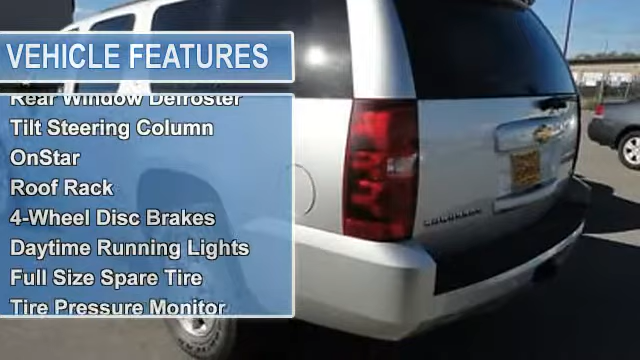 VEHICLE FEATURES
Rear Window Defroster
Tilt Steering Column
OnStar
Roof Rack
4-Wheel Disc Brakes
Daytime Running Lights
Full Size Spare Tire
Tire Pressure Monitor